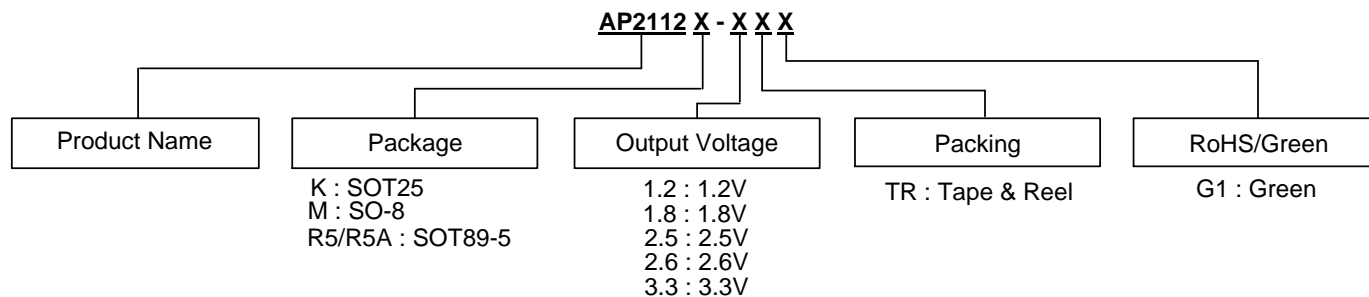 AP2112 X - X X X
Product Name
Package
Output Voltage
Packing
RoHS/Green
K : SOT25
M : SO-8
R5/R5A : SOT89-5
1.2 : 1.2V
1.8 : 1.8V
2.5 : 2.5V
2.6 : 2.6V
3.3 : 3.3V
TR : Tape & Reel
G1 : Green